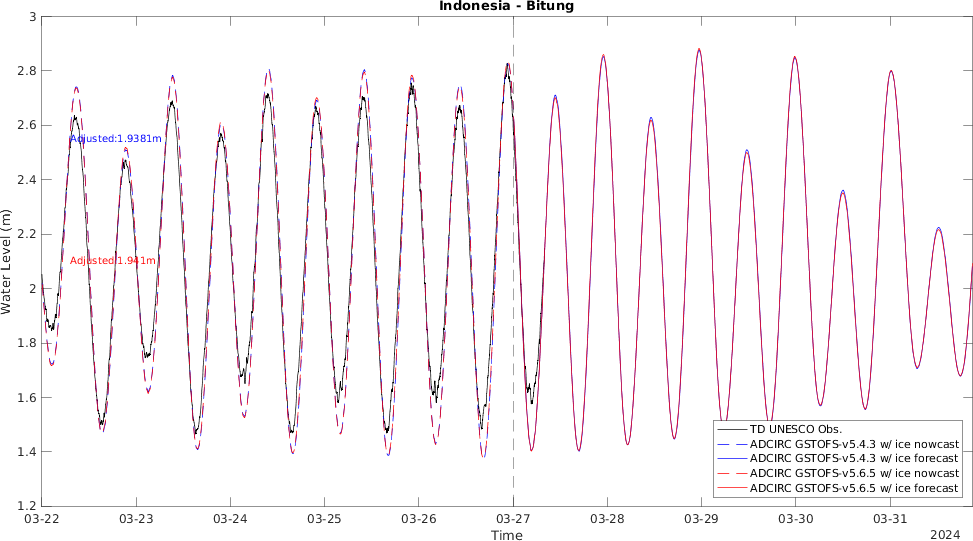 Indonesia - Bitung
3
2.8
2.6
2.4
2.2
2
1.8
1.6
1.4
1.2
Water Level (m)
Adjusted:1.9381m
Adjusted:1.941m
TD UNESCO Obs.
ADCIRC GSTOFS-v5.4.3 w/ ice nowcast
ADCIRC GSTOFS-v5.4.3 w/ ice forecast
ADCIRC GSTOFS-v5.6.5 w/ ice nowcast
ADCIRC GSTOFS-v5.6.5 w/ ice forecast
03-22 03-23 03-24 03-25 03-26 03-27 03-28 03-29 03-30 03-31
Time
2024